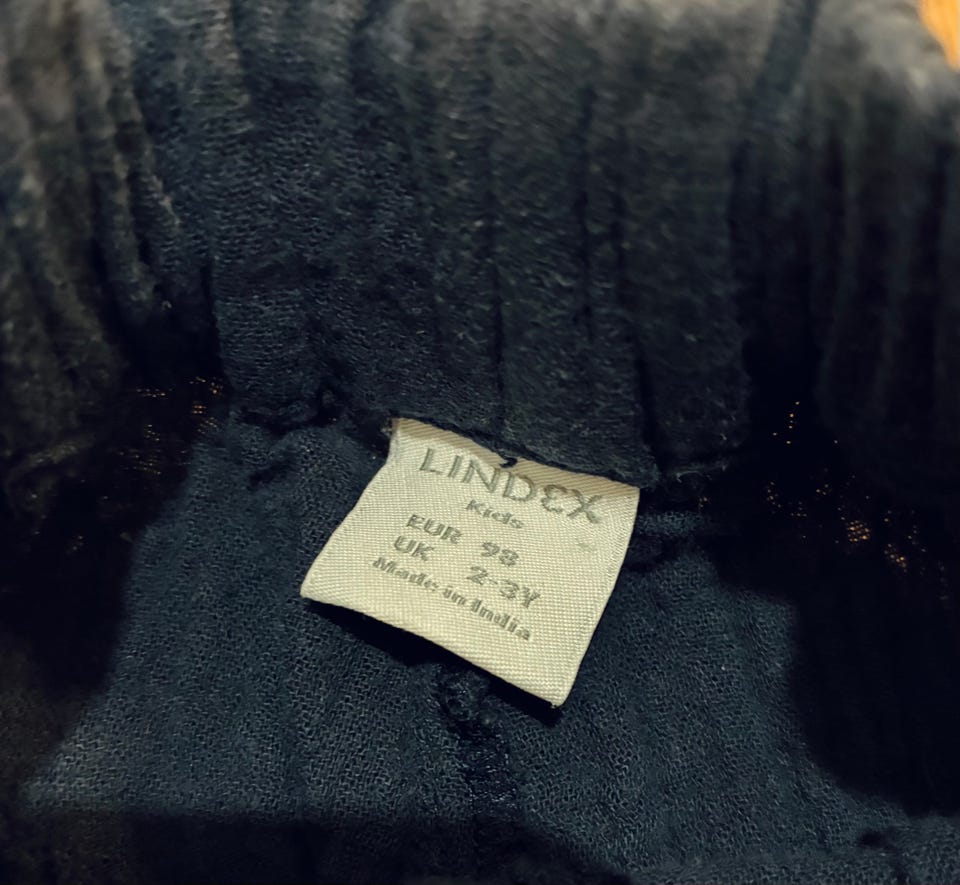 LINDEX
Kids
EUR 98
UK 2-3Y
Made in India